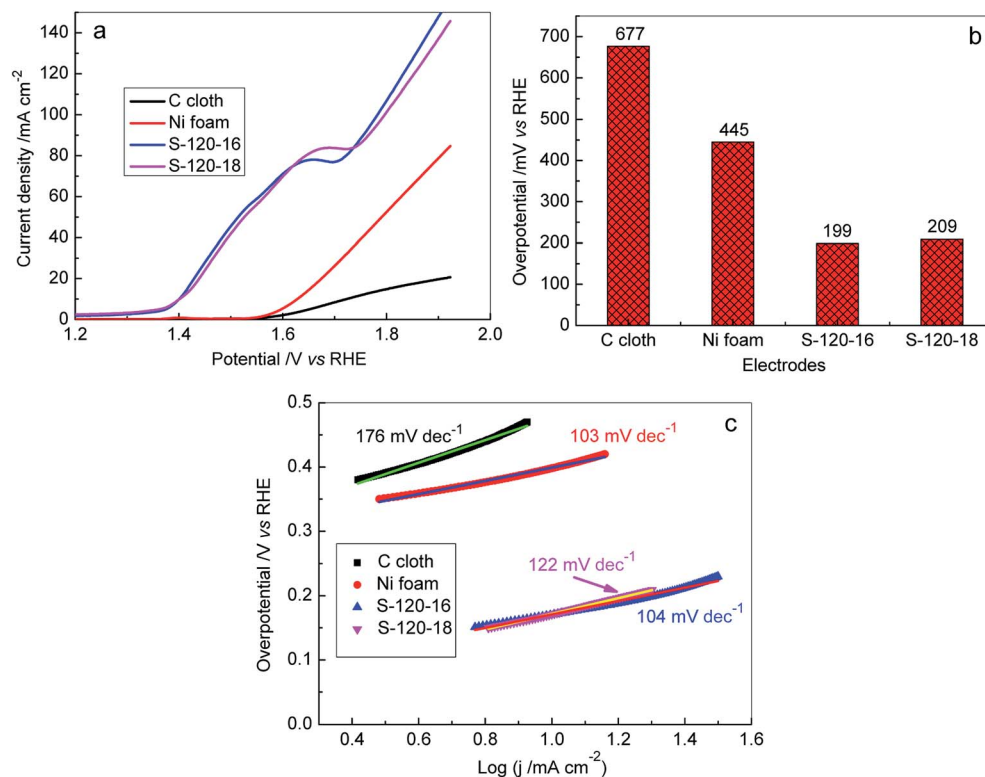 a
140
120
100
80
60
40
20
0
Current density /mA cm⁻²
C cloth
Ni foam
S-120-16
S-120-18
1.2 1.4 1.6 1.8 2.0
Potential /V vs RHE
b
700
600
500
400
300
200
100
0
Overpotential /mV vs RHE
677
445
199
209
C cloth Ni foam S-120-16 S-120-18
Electrodes
c
0.5
0.4
0.3
0.2
0.1
0.0
Overpotential /V vs RHE
176 mV dec⁻¹
103 mV dec⁻¹
C cloth
Ni foam
S-120-16
S-120-18
122 mV dec⁻¹
104 mV dec⁻¹
0.4 0.6 0.8 1.0 1.2 1.4 1.6
Log (j /mA cm⁻²)